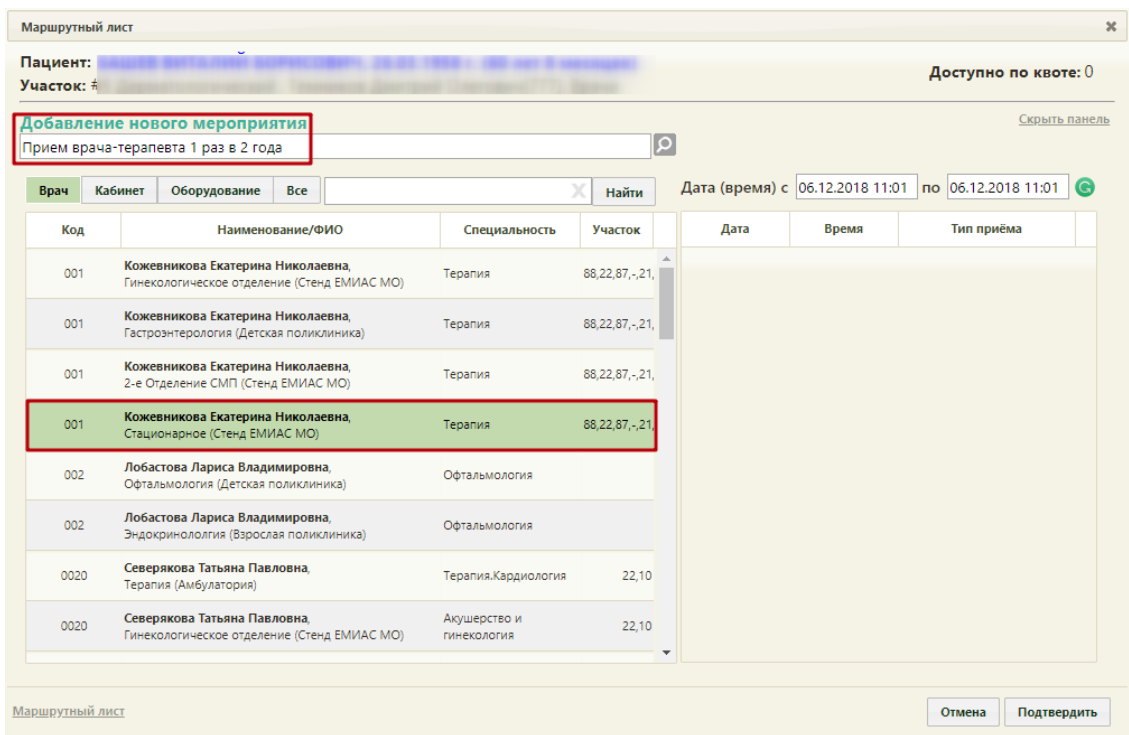 Маршрутный лист
Пациент:
Участок: #
Доступно по квоте: 0
Добавление нового мероприятия
Скрыть панель
Прием врача-терапевта 1 раз в 2 года
Врач Кабинет Оборудование Все Найти
Дата (время) с 06.12.2018 11:01 по 06.12.2018 11:01
Код Наименование/ФИО Специальность Участок
Дата Время Тип приёма
001 Кожевникова Екатерина Николаевна, Терапия 88,22,87,-,21,
Гинекологическое отделение (Стенд ЕМИАС МО)
001 Кожевникова Екатерина Николаевна, Терапия 88,22,87,-,21,
Гастроэнтерология (Детская поликлиника)
001 Кожевникова Екатерина Николаевна, Терапия 88,22,87,-,21,
2-е Отделение СМП (Стенд ЕМИАС МО)
001 Кожевникова Екатерина Николаевна, Терапия 88,22,87,-,21,
Стационарное (Стенд ЕМИАС МО)
002 Лобастова Лариса Владимировна, Офтальмология
Офтальмология (Детская поликлиника)
002 Лобастова Лариса Владимировна, Офтальмология
Эндокринололгия (Взрослая поликлиника)
0020 Северякова Татьяна Павловна, Терапия.Кардиология 22,10
Терапия (Амбулатория)
0020 Северякова Татьяна Павловна, Акушерство и гинекология 22,10
Гинекологическое отделение (Стенд ЕМИАС МО)
Маршрутный лист
Отмена Подтвердить